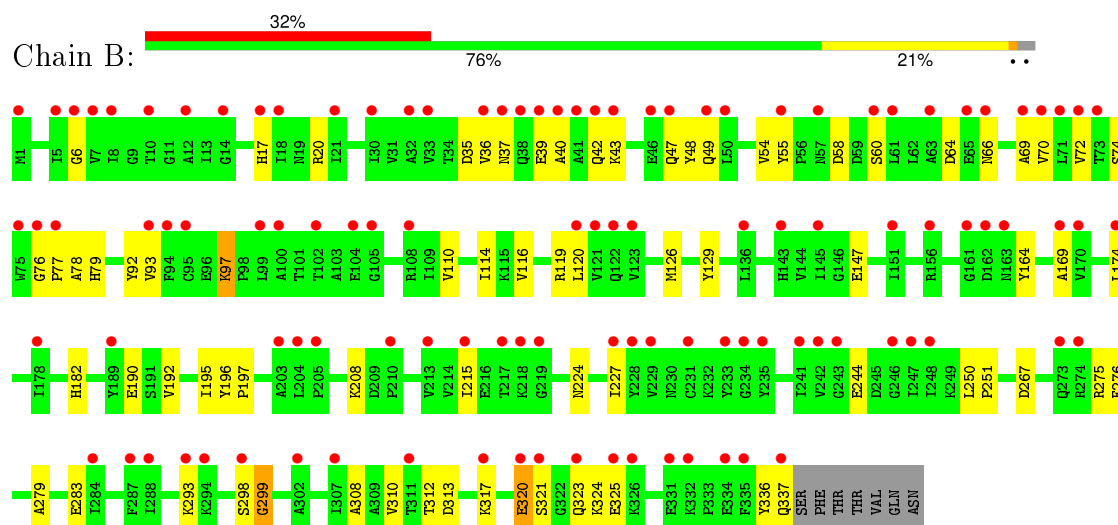 32%
Chain B:
76% 21% • •
M1 I5 G6 V7 I8 G9 T10 G11 A12 I13 G14 H17 I18 N19 R20 I21 I30 V31 A32 V33 T34 D35 V36 N37 Q38 E39 A40 A41 Q42 K43 E46 Q47 Y48 Q49 L50 V54 Y55 P56 N57 D58 D59 S60 L61 L62 A63 D64 E65 N66 A69 V70 L71 V72 T73 S74
W75 G76 P77 A78 H79 Y92 V93 F94 C95 E96 K97 P98 L99 A100 T101 T102 A103 E104 G105 R108 I109 V110 I114 K115 V116 R119 L120 V121 Q122 V123 M126 Y129 L136 H143 V144 I145 G146 E147 I151 R156 G161 D162 N163 Y164 A169 V170 L174
I178 H182 Y189 E190 S191 V192 I195 Y196 P197 A203 L204 P205 K208 D209 P210 V213 V214 I215 E216 T217 K218 G219 N224 I227 Y228 V229 N230 C231 K232 Y233 G234 Y235 I241 V242 G243 E244 D245 G246 I247 I248 K249 L250 P251 D267 Q273 R274 R275 F276
A279 E283 I284 F287 I288 K293 K294 S298 G299 A302 I307 A308 A309 V310 T311 T312 D313 K317 E320 S321 G322 Q323 K324 E325 K326 E331 K332 P333 E334 F335 Y336 Q337 SER PHE THR THR VAL GLN ASN